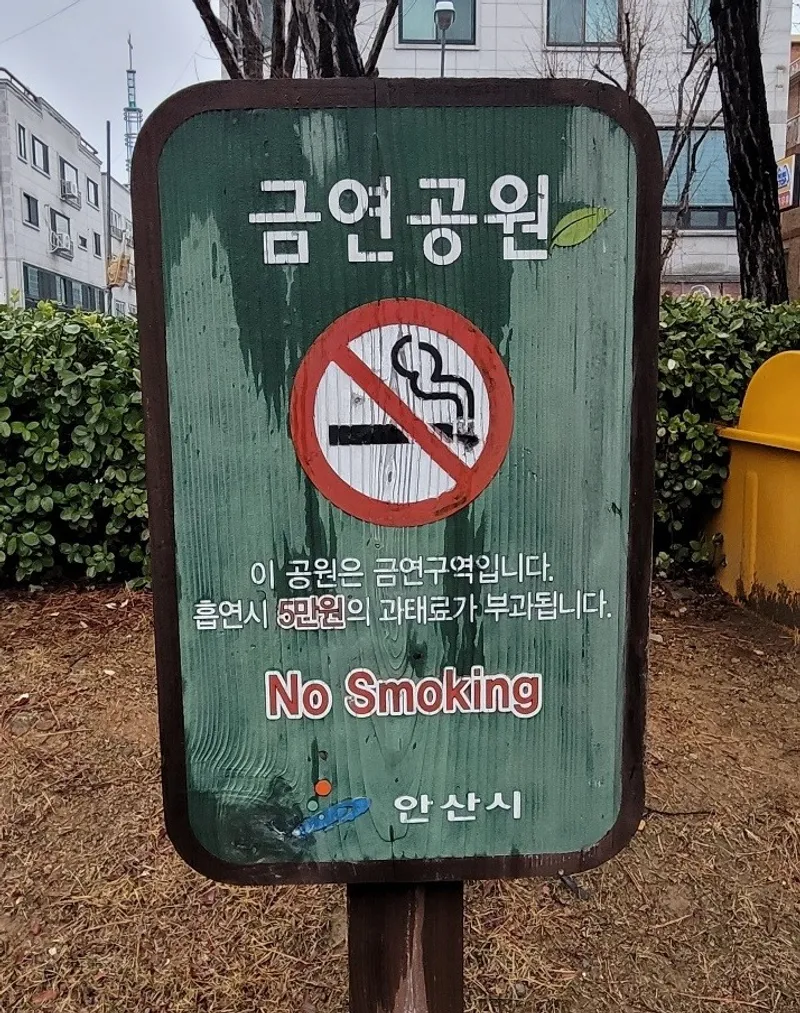 금연공원
이 공원은 금연구역입니다.
흡연시 5만원의 과태료가 부과됩니다.
No Smoking
안산시